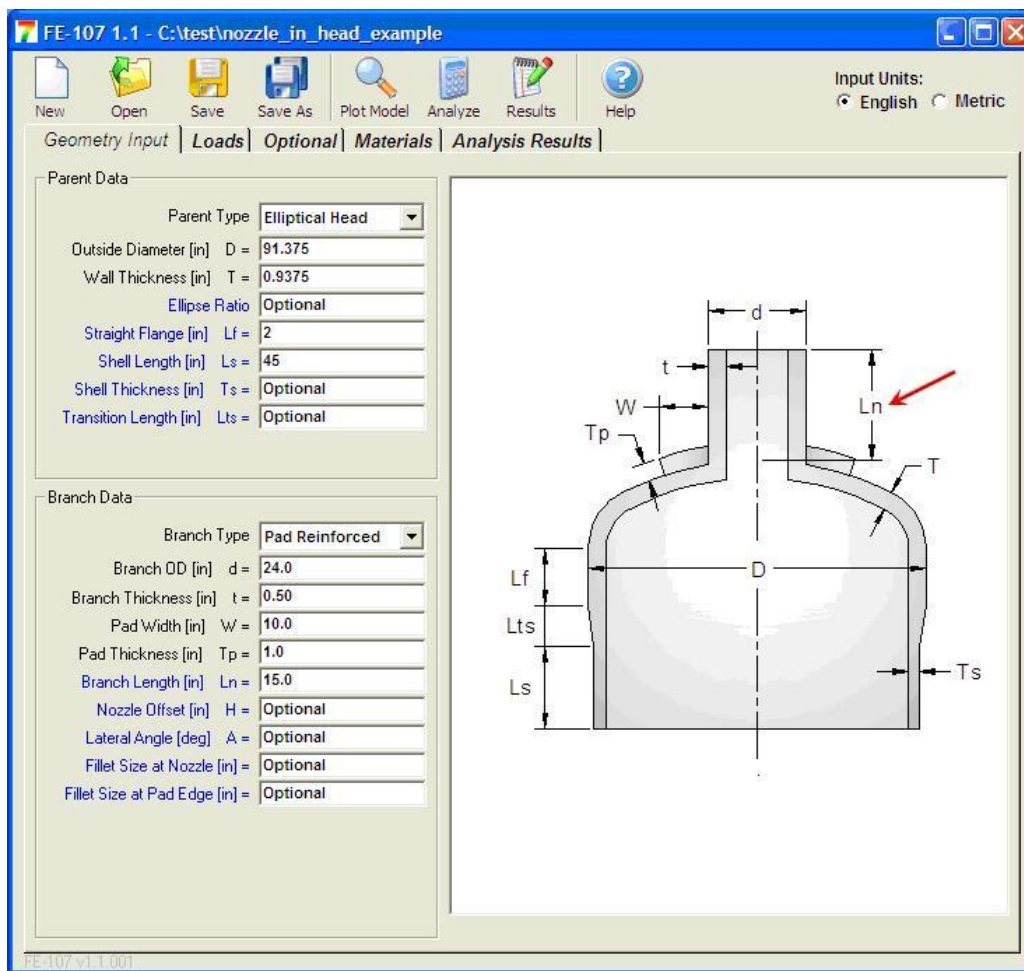 FE-107 1.1 - C:\test\nozzle_in_head_example
New Open Save Save As Plot Model Analyze Results Help
Input Units:
English Metric
Geometry Input Loads Optional Materials Analysis Results
Parent Data
Parent Type Elliptical Head
Outside Diameter [in] D = 91.375
Wall Thickness [in] T = 0.9375
Ellipse Ratio Optional
Straight Flange [in] Lf = 2
Shell Length [in] Ls = 45
Shell Thickness [in] Ts = Optional
Transition Length [in] Lts = Optional
Branch Data
Branch Type Pad Reinforced
Branch OD [in] d = 24.0
Branch Thickness [in] t = 0.50
Pad Width [in] W = 10.0
Pad Thickness [in] Tp = 1.0
Branch Length [in] Ln = 15.0
Nozzle Offset [in] H = Optional
Lateral Angle [deg] A = Optional
Fillet Size at Nozzle [in] = Optional
Fillet Size at Pad Edge [in] = Optional
d
t
W
Ln
Tp
T
Lf
D
Lts
Ls
Ts
FE-107 v1.1.001